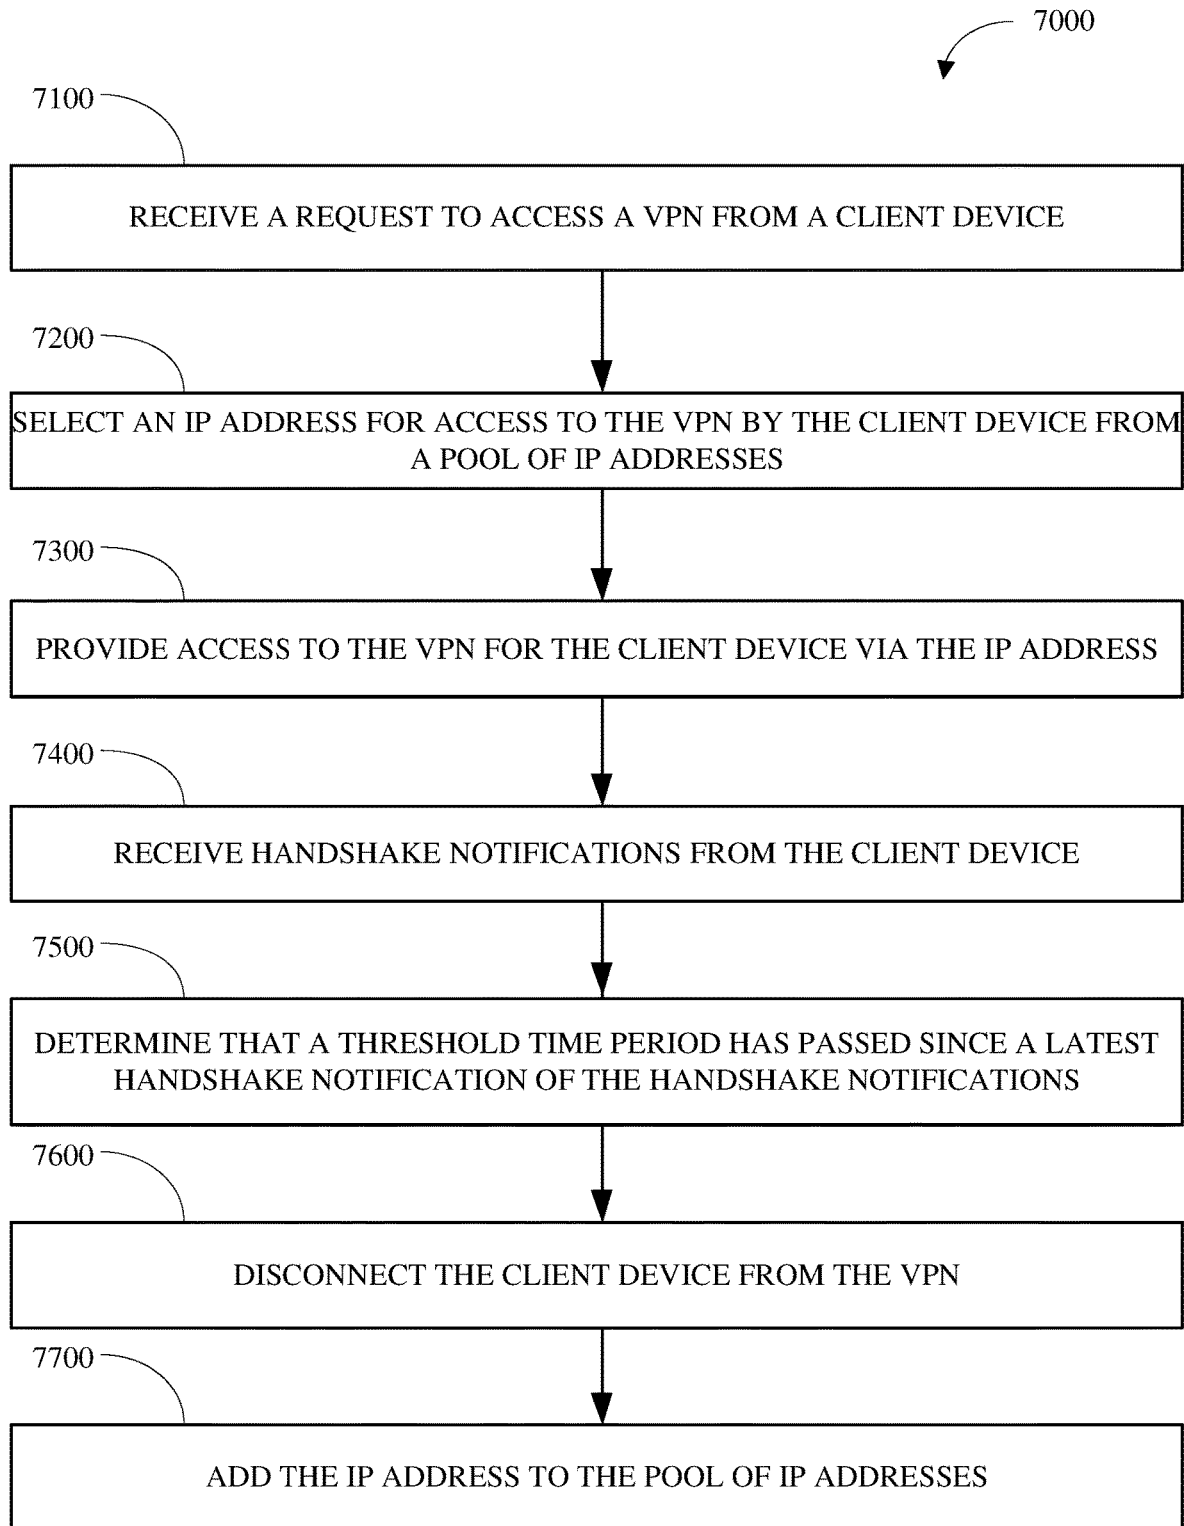 7000
7100
RECEIVE A REQUEST TO ACCESS A VPN FROM A CLIENT DEVICE
7200
SELECT AN IP ADDRESS FOR ACCESS TO THE VPN BY THE CLIENT DEVICE FROM
A POOL OF IP ADDRESSES
7300
PROVIDE ACCESS TO THE VPN FOR THE CLIENT DEVICE VIA THE IP ADDRESS
7400
RECEIVE HANDSHAKE NOTIFICATIONS FROM THE CLIENT DEVICE
7500
DETERMINE THAT A THRESHOLD TIME PERIOD HAS PASSED SINCE A LATEST
HANDSHAKE NOTIFICATION OF THE HANDSHAKE NOTIFICATIONS
7600
DISCONNECT THE CLIENT DEVICE FROM THE VPN
7700
ADD THE IP ADDRESS TO THE POOL OF IP ADDRESSES